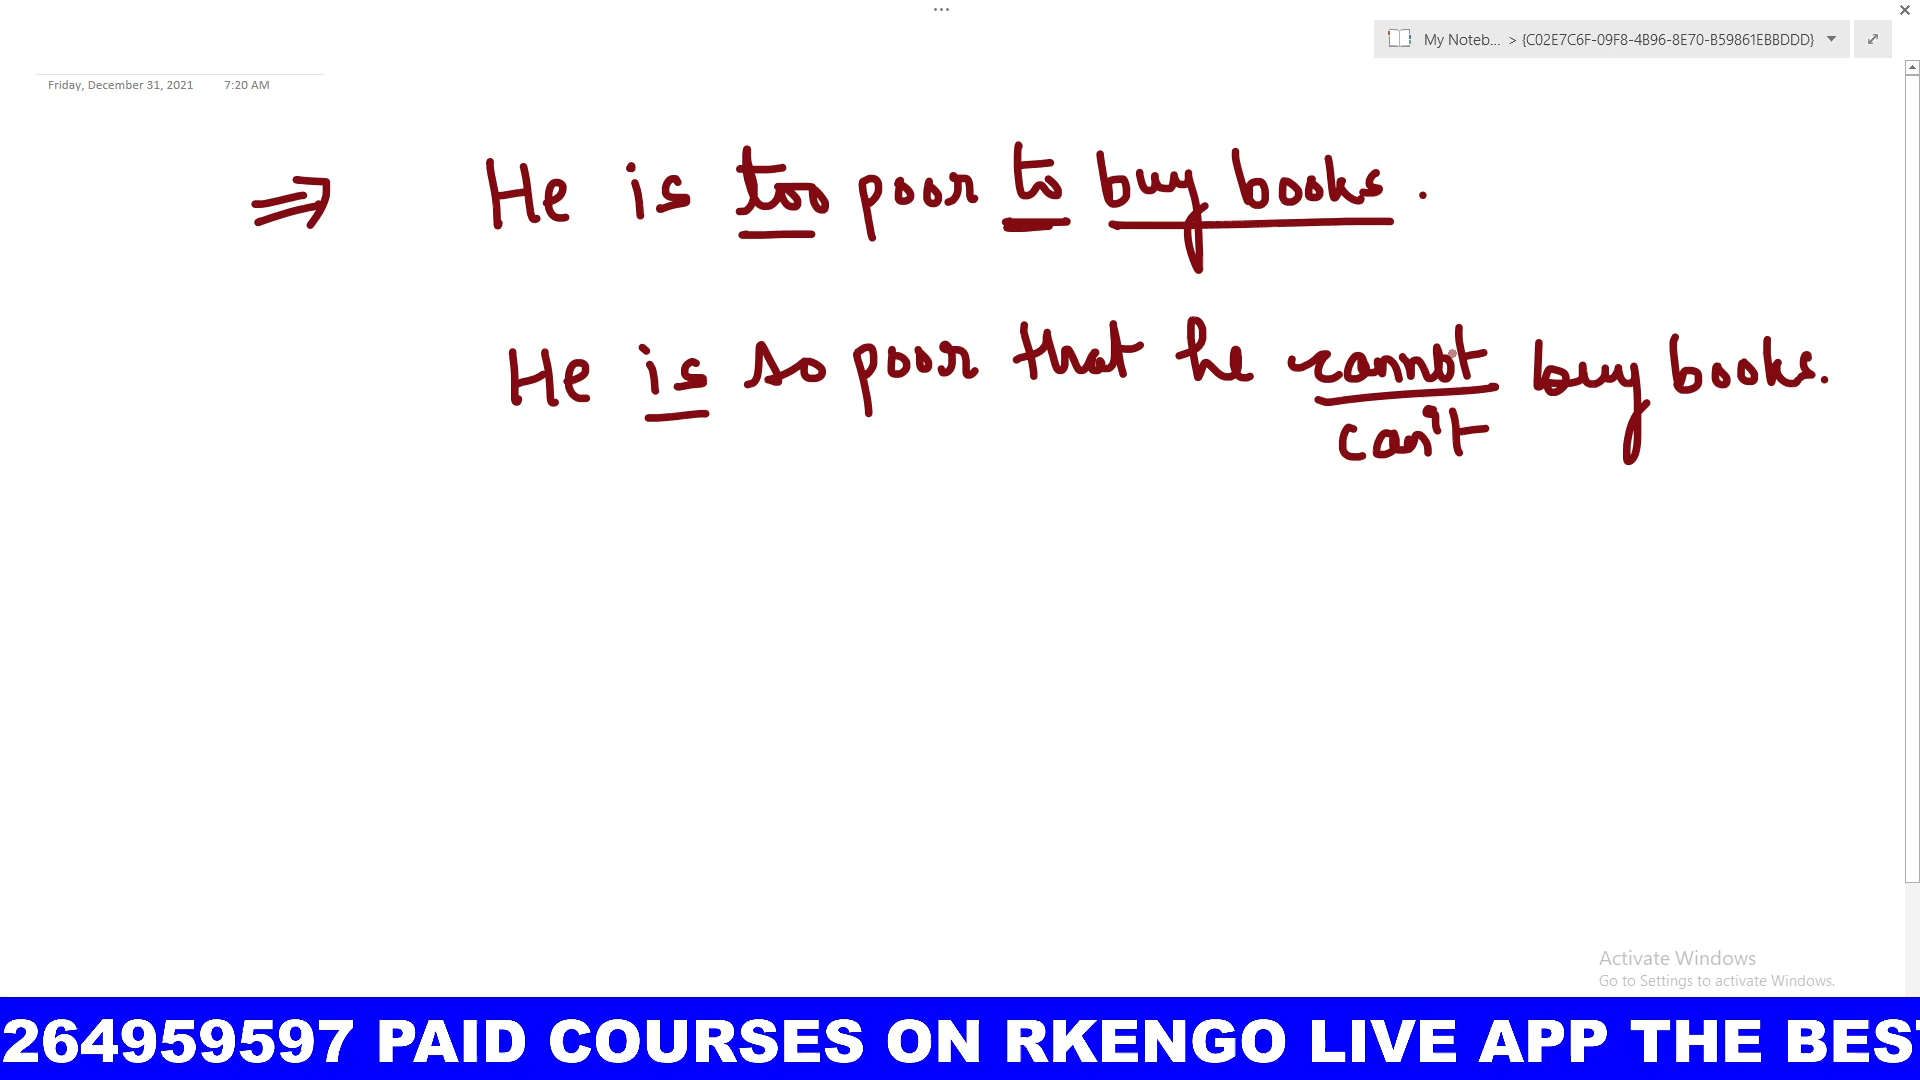 ...
My Noteb... > {C02E7C6F-09F8-4B96-8E70-B59861EBBDDD}
Friday, December 31, 2021 7:20 AM
⇒ He is too poor to buy books.
He is so poor that he cannot buy books.
can't
Activate Windows
Go to Settings to activate Windows.
264959597 PAID COURSES ON RKENGO LIVE APP THE BEST